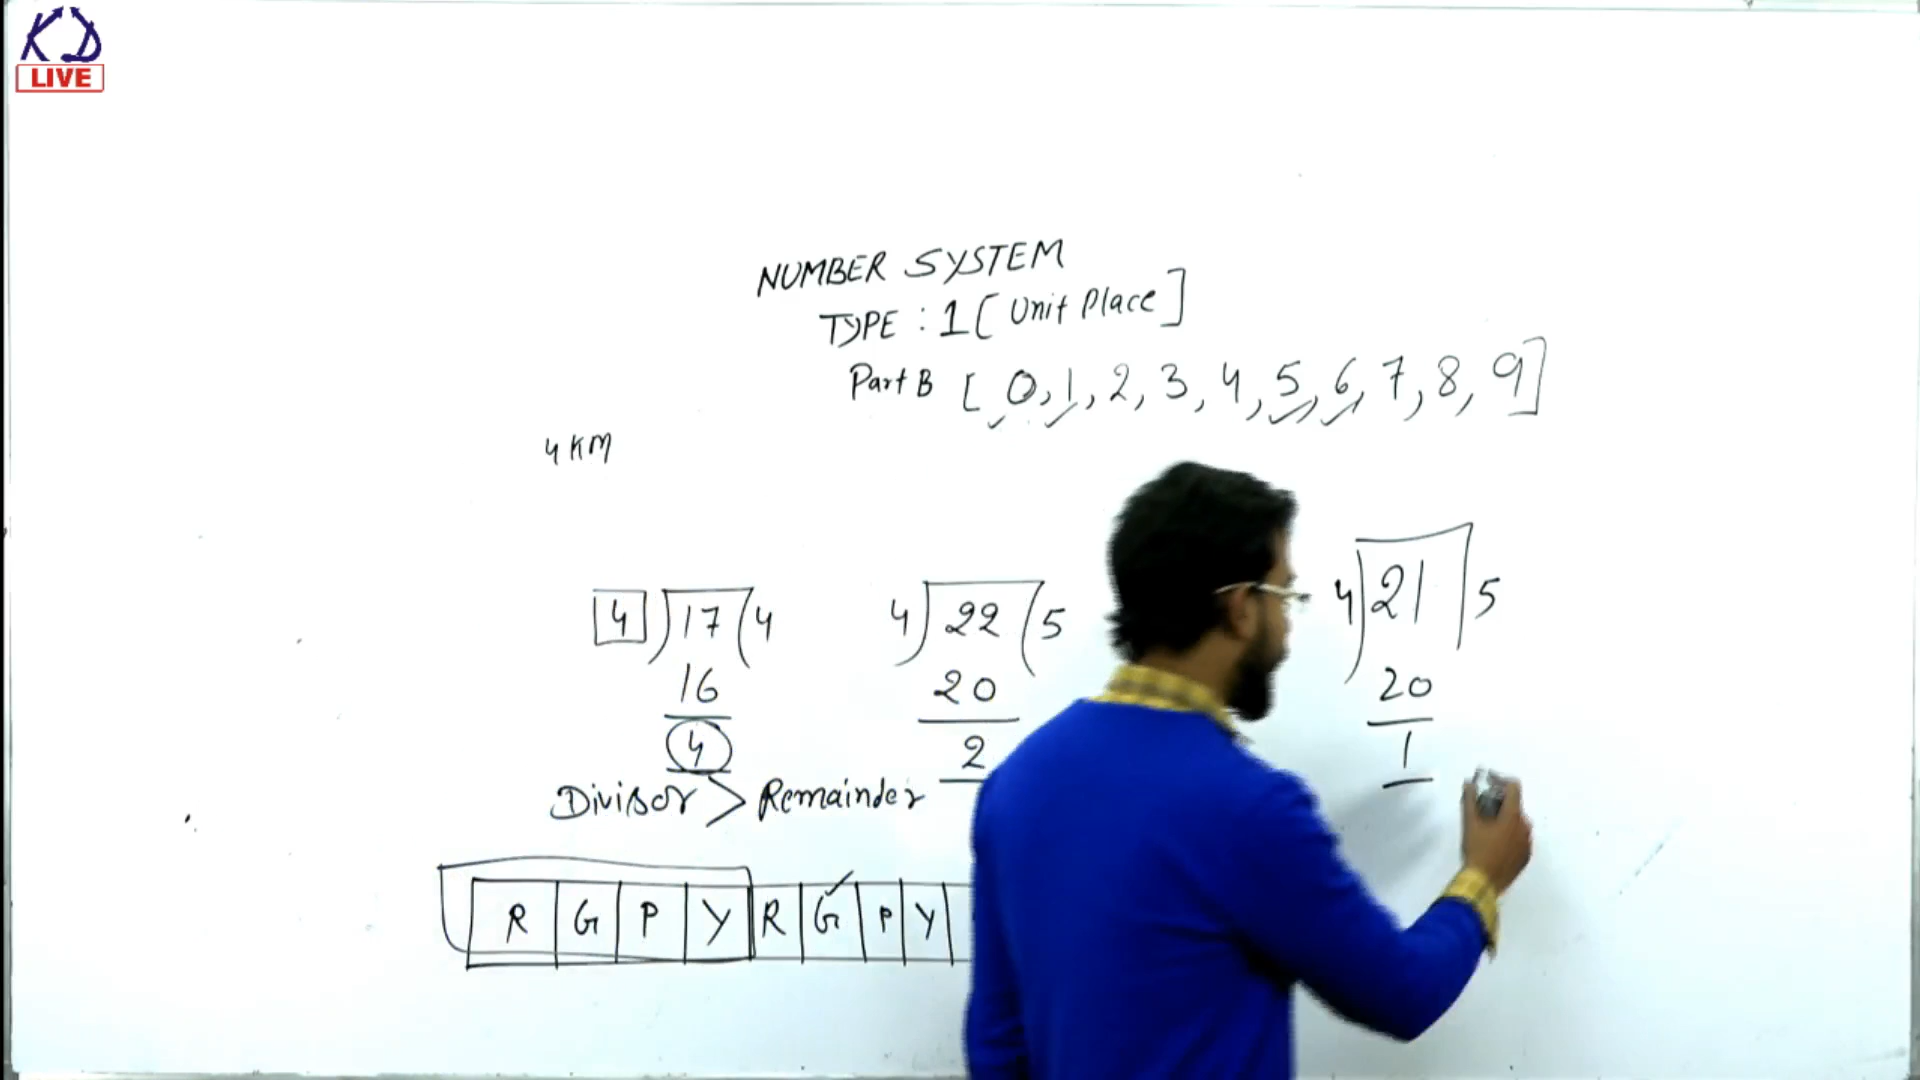 KD
LIVE
NUMBER SYSTEM
TYPE : 1 [ Unit Place ]
Part B [ 0, 1, 2, 3, 4, 5, 6, 7, 8, 9 ]
4 KM
4 ) 17 ( 4
16
4
4 ) 22 ( 5
20
2
4 ) 21 ) 5
20
1
Divisor > Remainder
R G P Y R G P Y